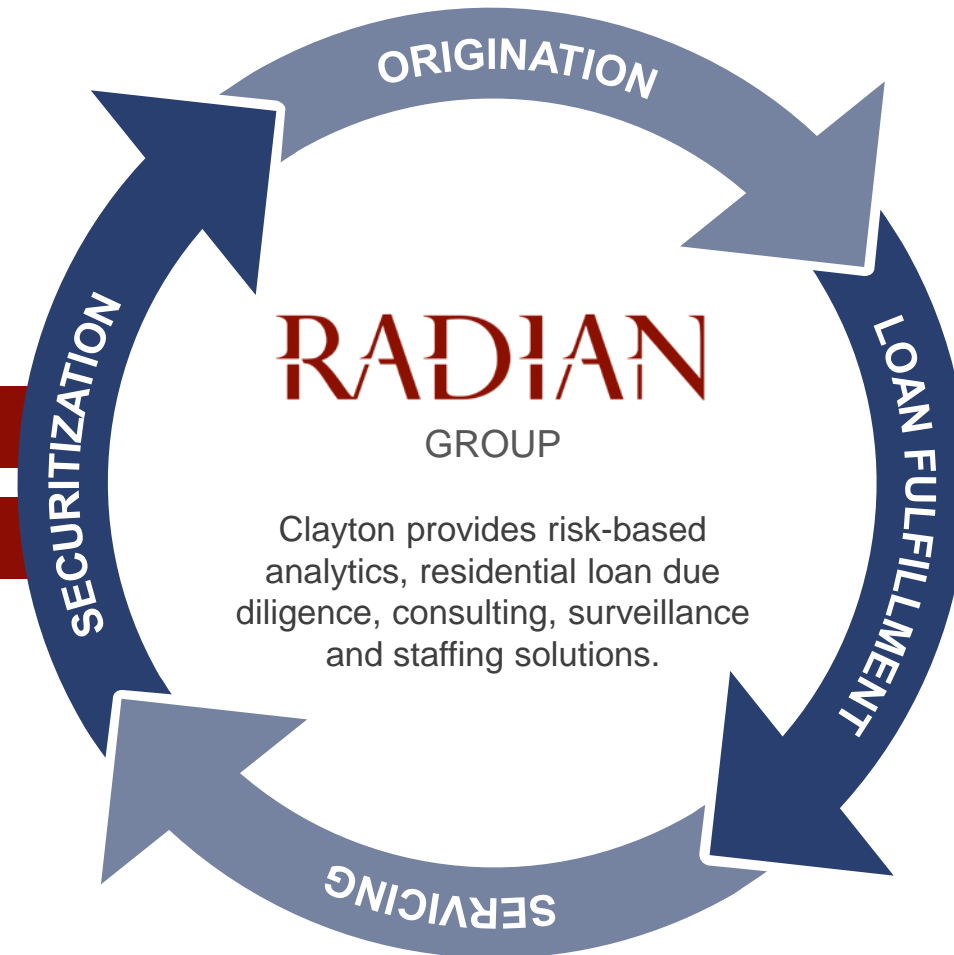 ORIGINATION
LOAN FULFILLMENT
SERVICING
SECURITIZATION
RADIAN
GROUP
Clayton provides risk-based
analytics, residential loan due
diligence, consulting, surveillance
and staffing solutions.